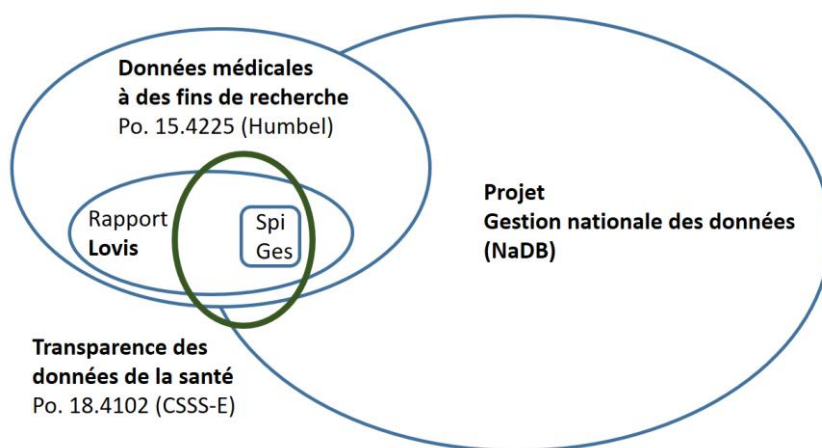 Données médicales
à des fins de recherche
Po. 15.4225 (Humbel)
Rapport
Lovis
Spi
Ges
Projet
Gestion nationale des données
(NaDB)
Transparence des
données de la santé
Po. 18.4102 (CSSS-E)